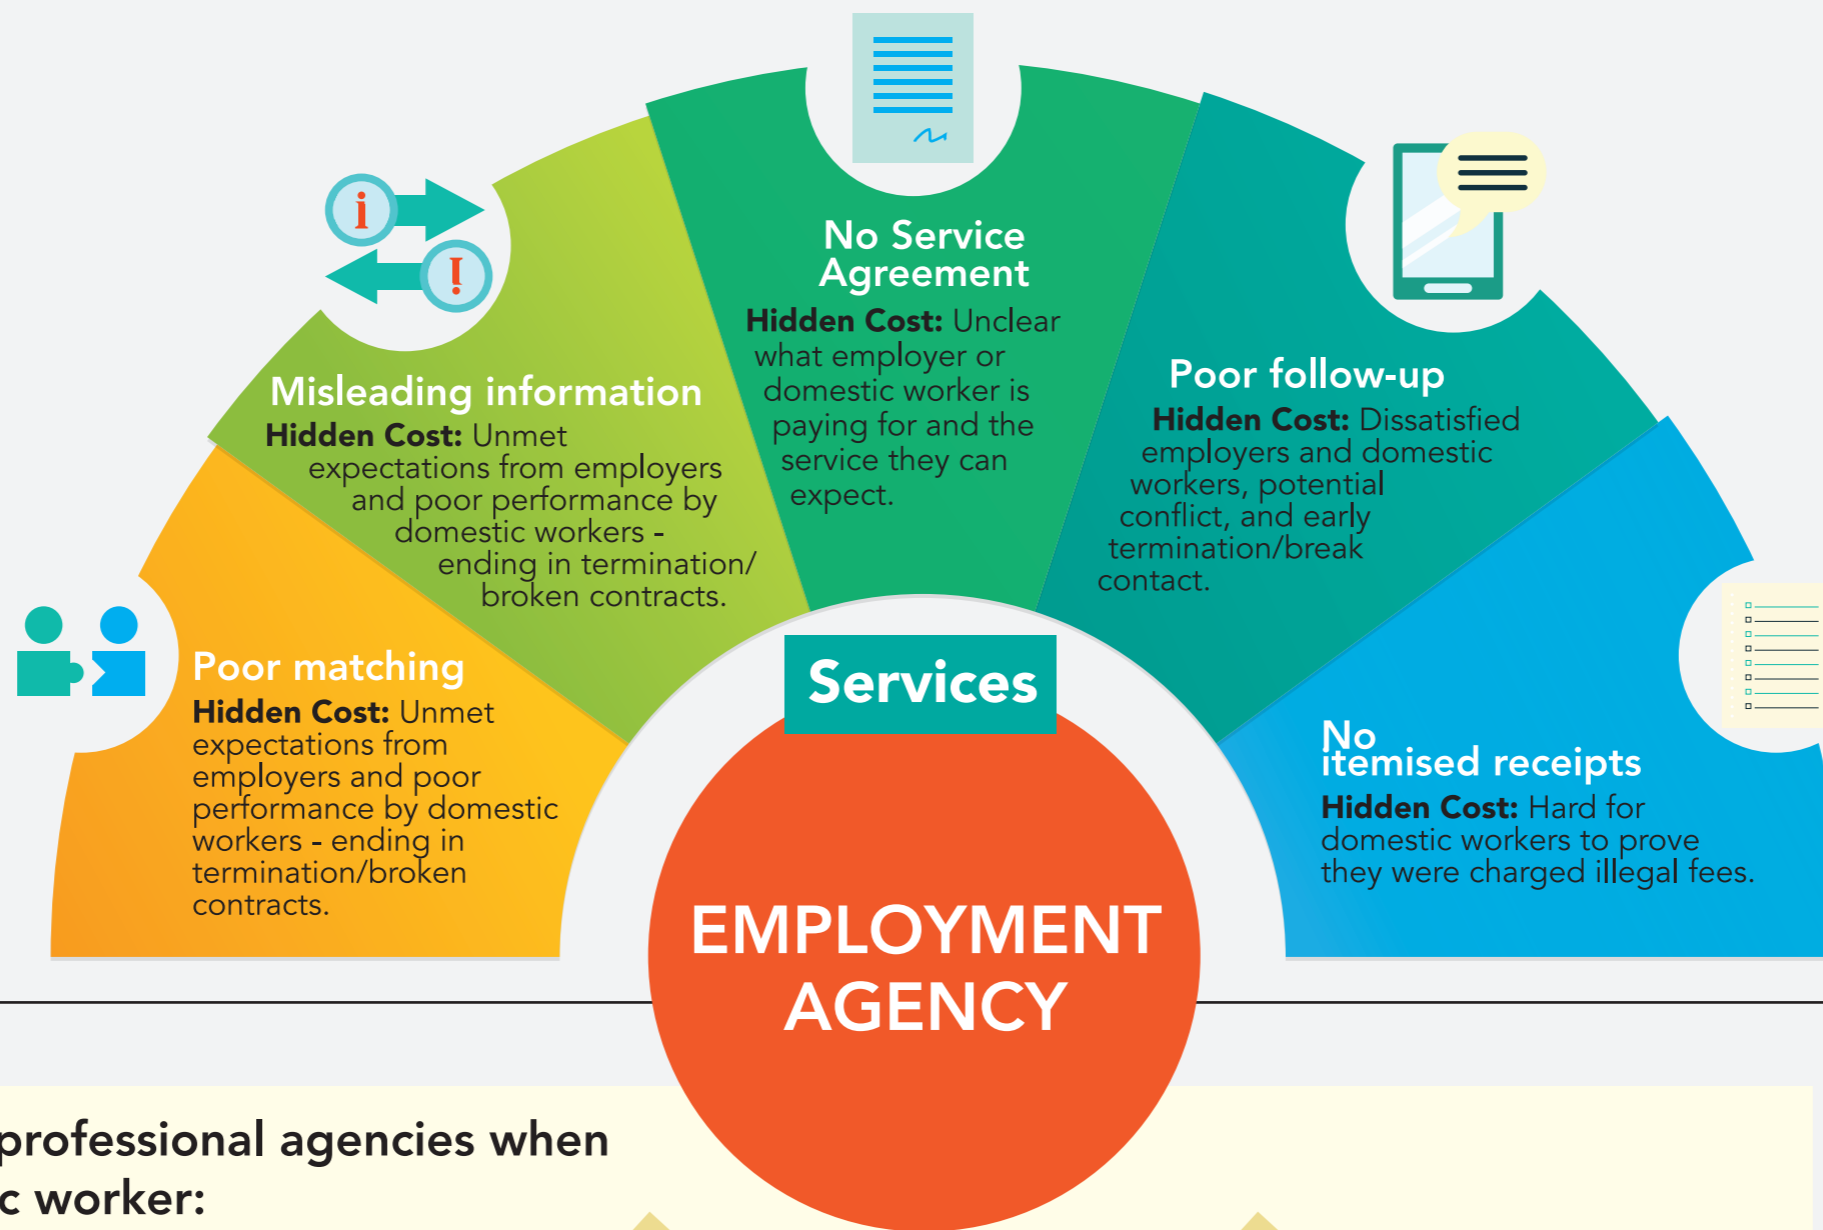 No Service
Agreement
Hidden Cost: Unclear
what employer or
domestic worker is
paying for and the
service they can
expect.
Misleading information
Hidden Cost: Unmet
expectations from employers
and poor performance by
domestic workers -
ending in termination/
broken contracts.
Poor follow-up
Hidden Cost: Dissatisfied
employers and domestic
workers, potential
conflict, and early
termination/break
contact.
Poor matching
Hidden Cost: Unmet
expectations from
employers and poor
performance by domestic
workers - ending in
termination/broken
contracts.
No
itemised receipts
Hidden Cost: Hard for
domestic workers to prove
they were charged illegal fees.
Services
EMPLOYMENT
AGENCY
professional agencies when
c worker: